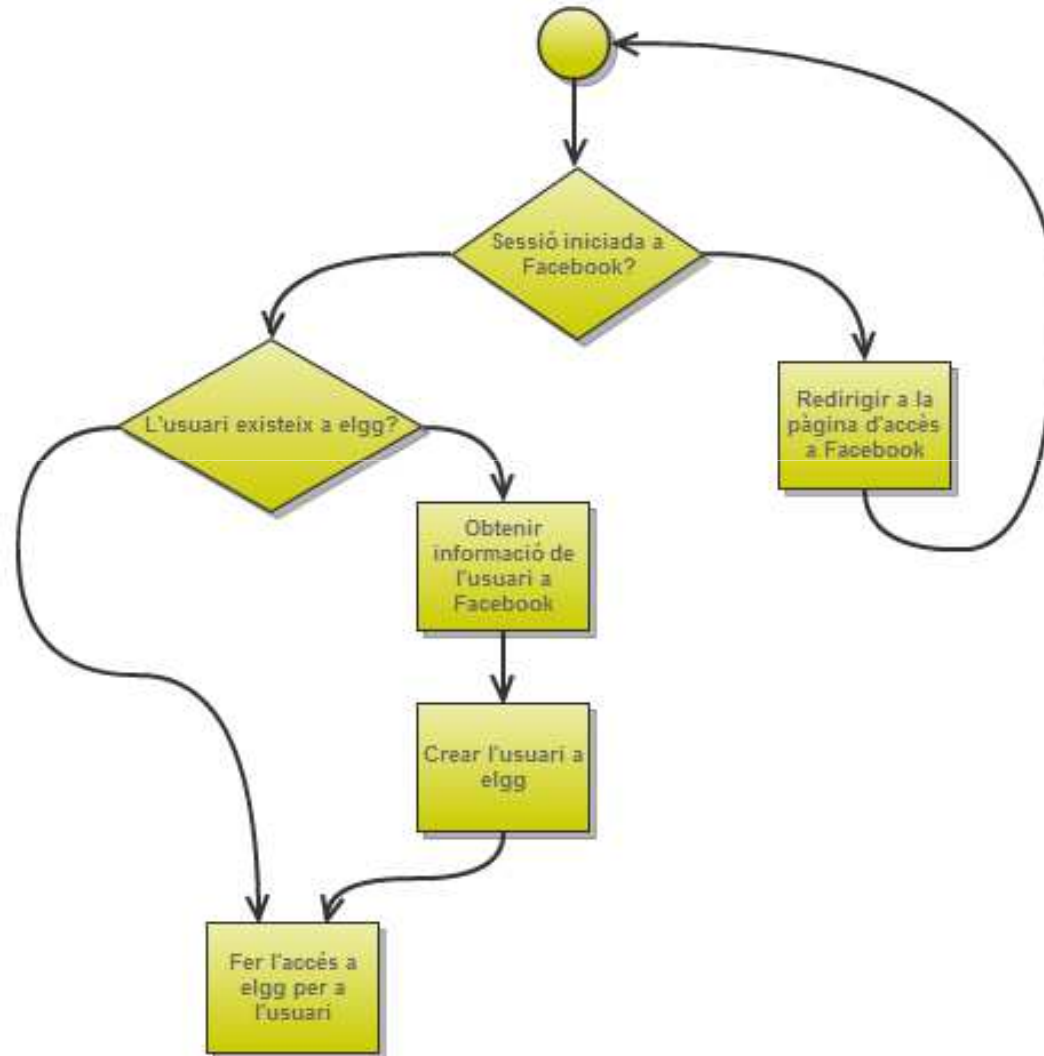 Sessió iniciada a
Facebook?
L'usuari existeix a elgg?
Redirigir a la
pàgina d'accès
a Facebook
Obtenir
informació de
l'usuari a
Facebook
Crear l'usuari a
elgg
Fer l'accés a
elgg per a
l'usuari